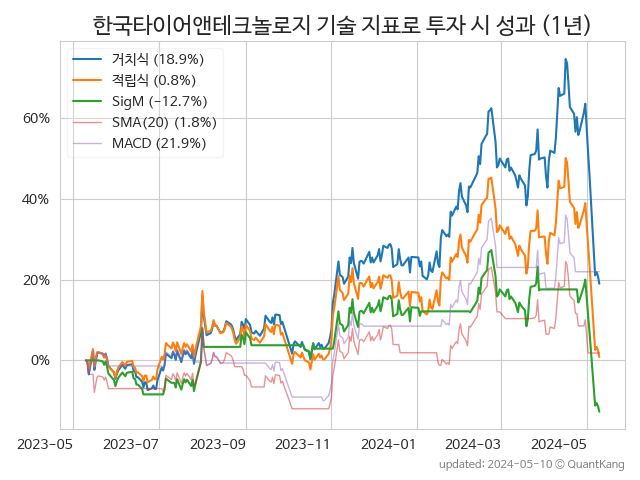 한국타이어앤테크놀로지 기술 지표로 투자 시 성과 (1년)
거치식 (18.9%)
적립식 (0.8%)
SigM (-12.7%)
SMA(20) (1.8%)
MACD (21.9%)
60%
40%
20%
0%
2023-05 2023-07 2023-09 2023-11 2024-01 2024-03 2024-05
updated: 2024-05-10 © QuantKang